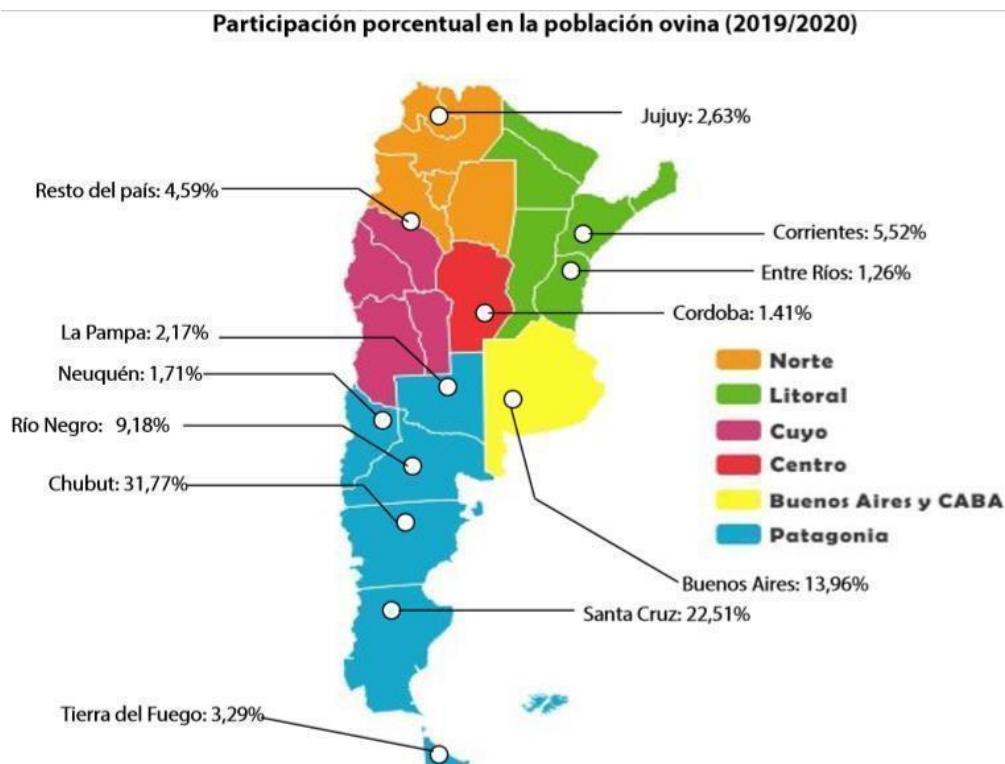 Participación porcentual en la población ovina (2019/2020)
Jujuy: 2,63%
Resto del país: 4,59%
Corrientes: 5,52%
Entre Ríos: 1,26%
Cordoba: 1.41%
La Pampa: 2,17%
Neuquén: 1,71%
Río Negro: 9,18%
Chubut: 31,77%
Norte
Litoral
Cuyo
Centro
Buenos Aires y CABA
Patagonia
Buenos Aires: 13,96%
Santa Cruz: 22,51%
Tierra del Fuego: 3,29%